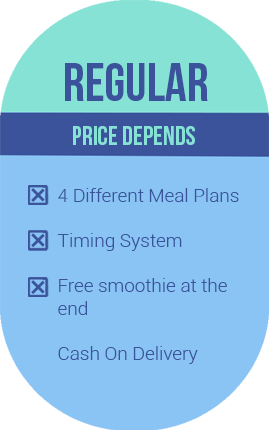 REGULAR
PRICE DEPENDS
4 Different Meal Plans
Timing System
Free smoothie at the
end
Cash On Delivery